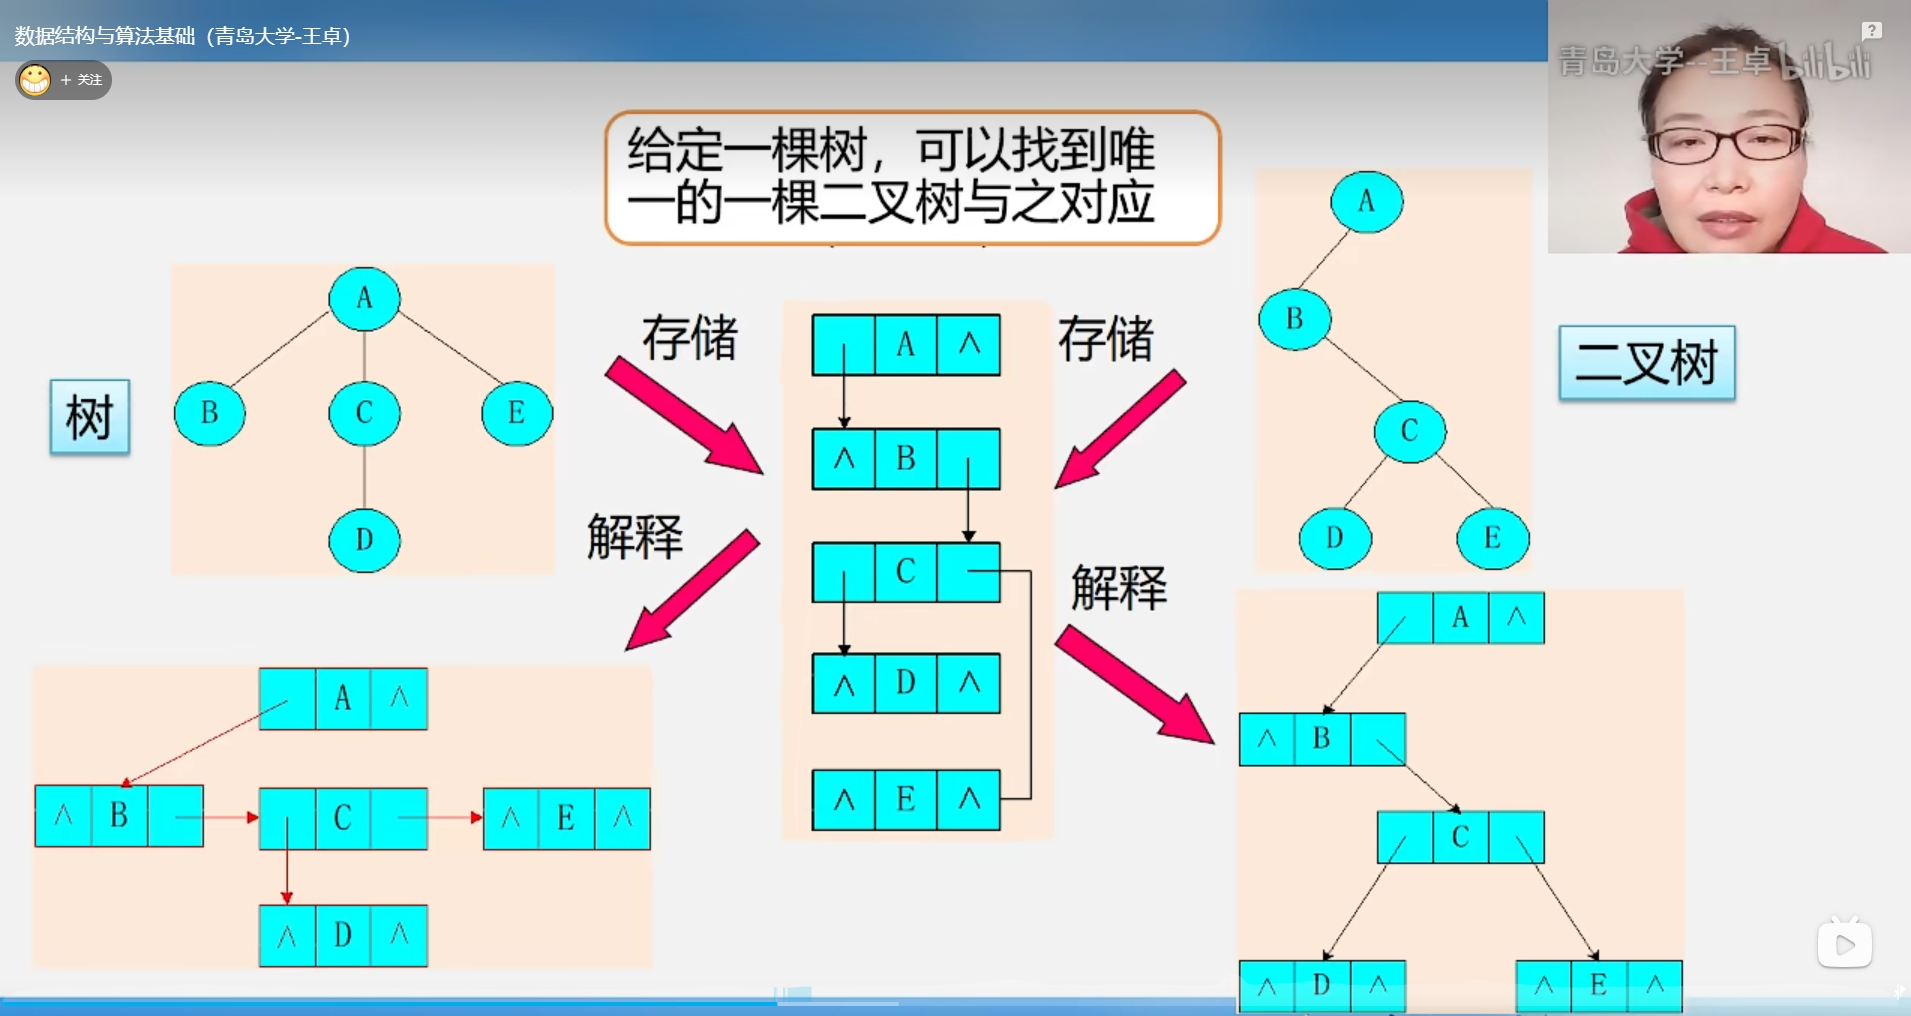 数据结构与算法基础（青岛大学-王卓）
+ 关注
青岛大学--王卓 bilibili
?
给定一棵树，可以找到唯
一的一棵二叉树与之对应
树
A
B C E
D
存储
存储
解释
解释
A ∧
∧ B
C
∧ D ∧
∧ E ∧
二叉树
A
B
C
D E
A ∧
∧ B C ∧ E ∧
∧ D ∧
A ∧
∧ B
C
∧ D ∧ ∧ E ∧